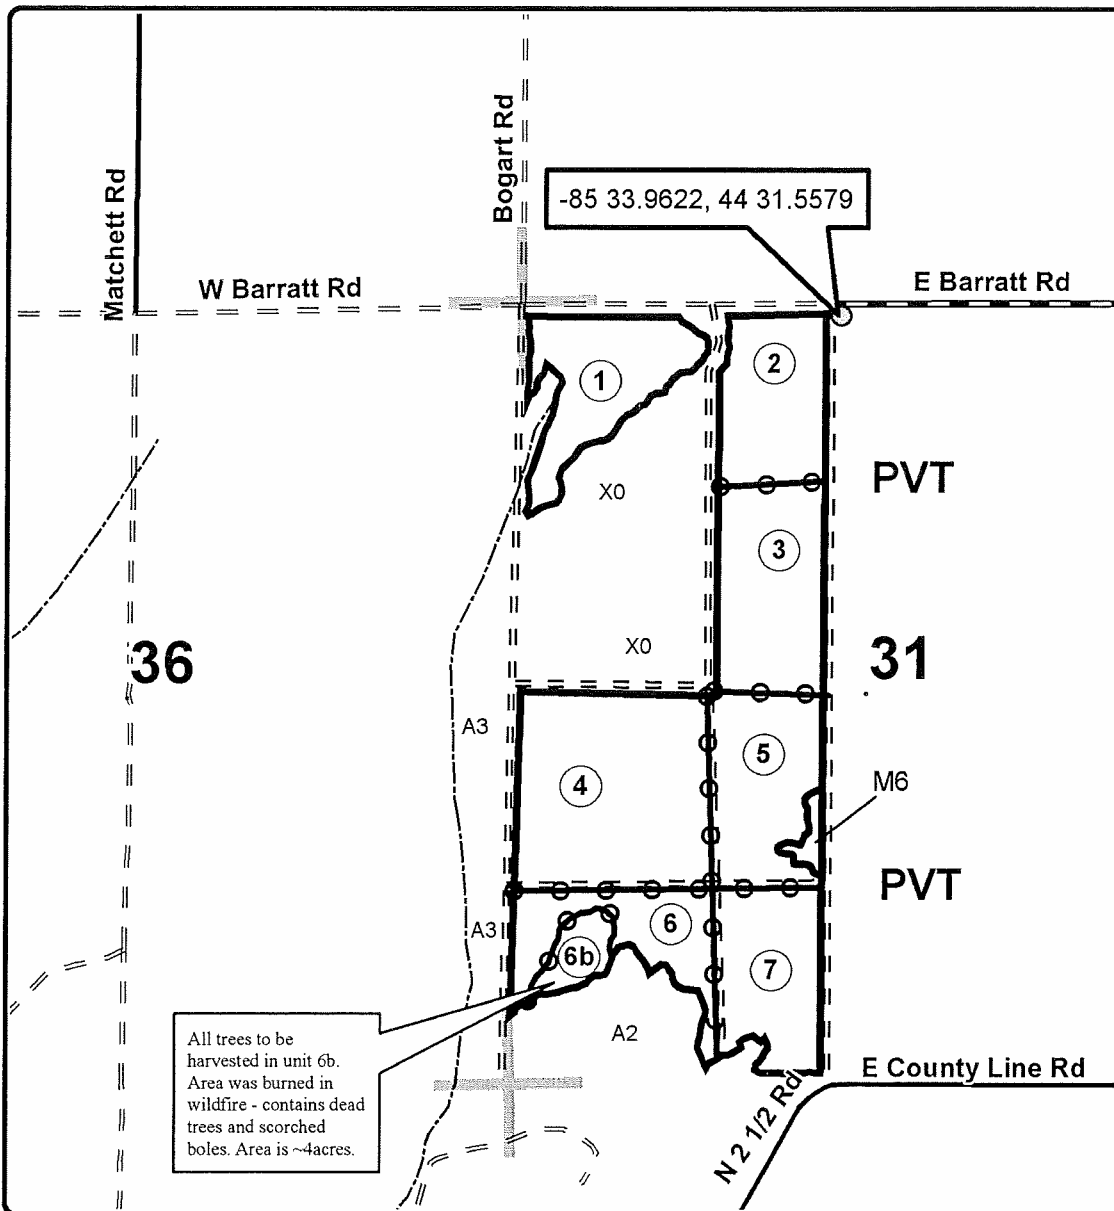 Matchett Rd
Bogart Rd
-85 33.9622, 44 31.5579
W Barratt Rd
E Barratt Rd
1
2
PVT
X0
3
X0
36
31
A3
5
4
M6
PVT
A3
6
6b
7
All trees to be
harvested in unit 6b.
Area was burned in
wildfire - contains dead
trees and scorched
boles. Area is ~4acres.
A2
E County Line Rd
N 2 1/2 Rd